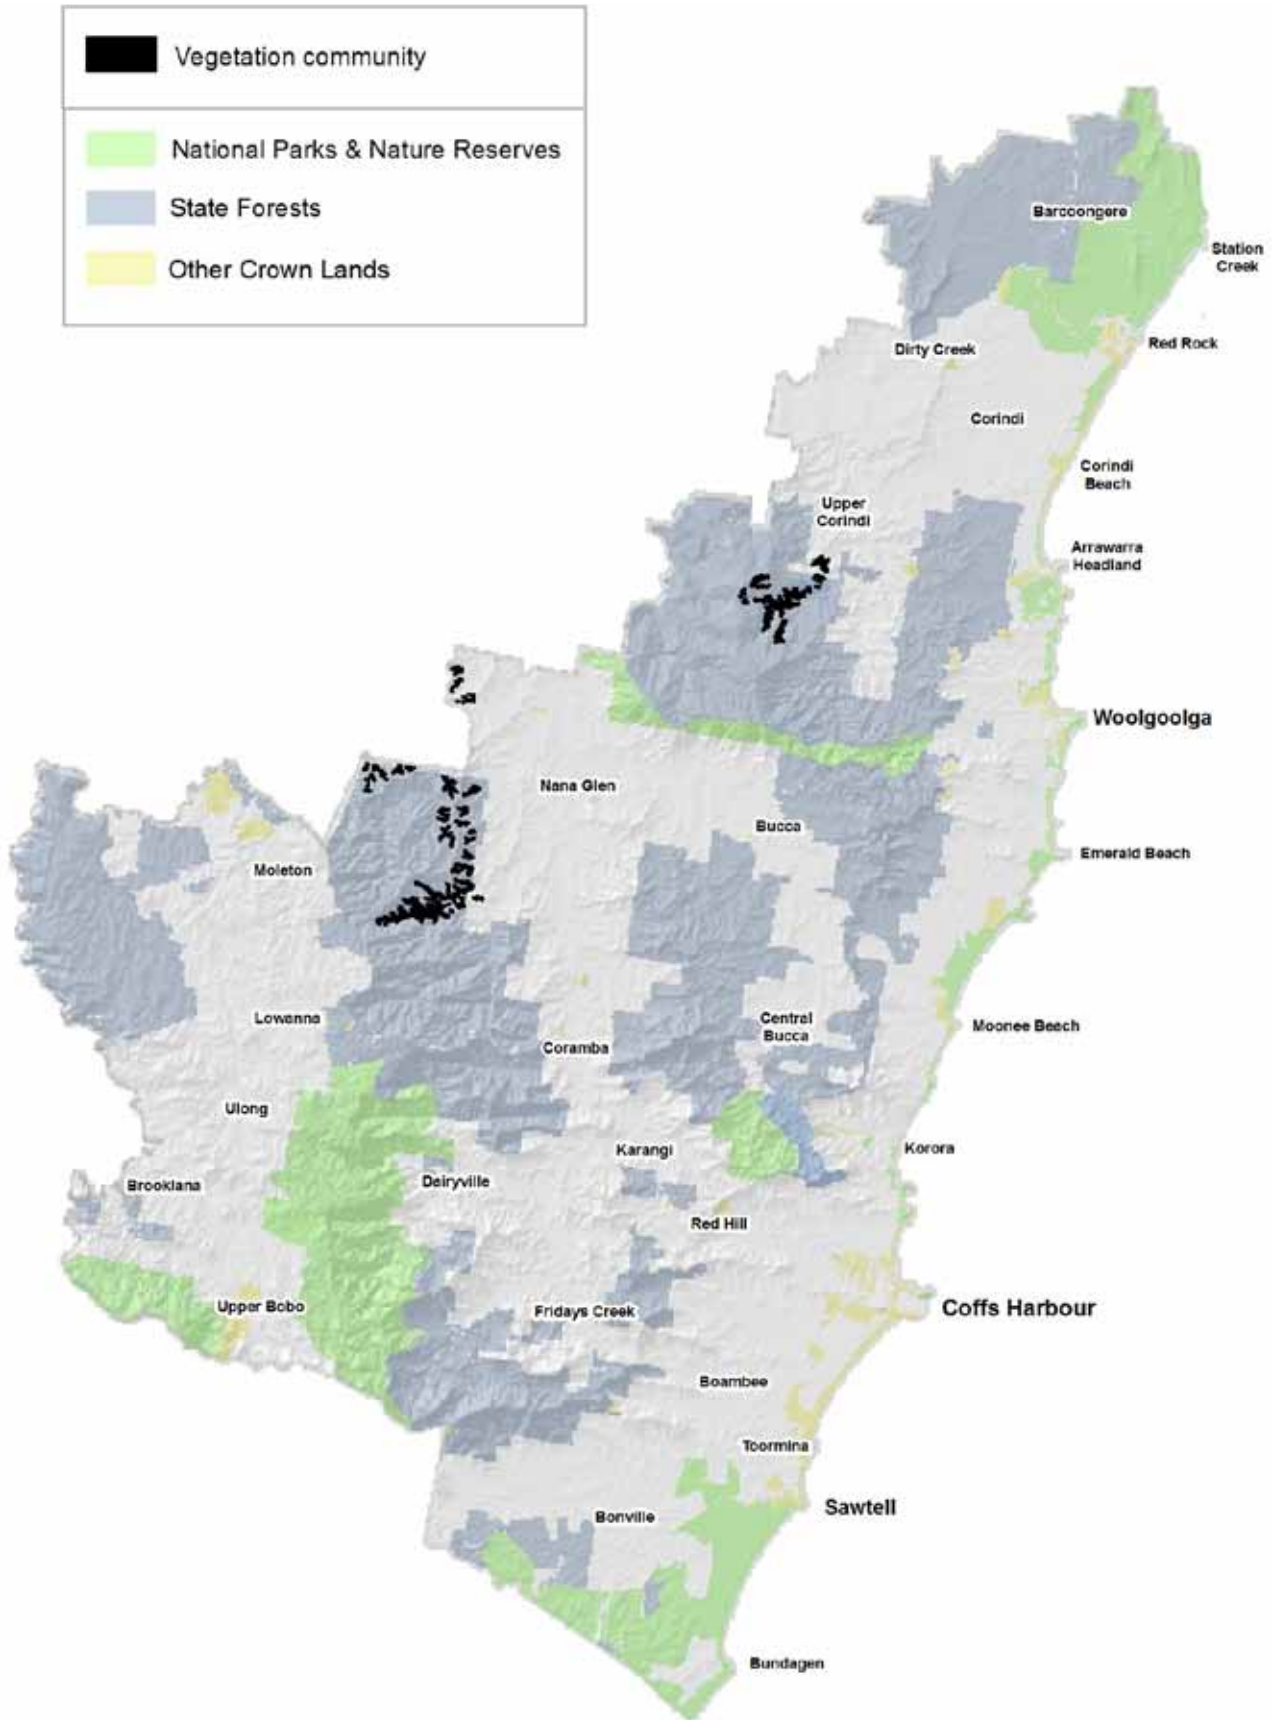 Vegetation community
National Parks & Nature Reserves
State Forests
Other Crown Lands
Barcoongere
Station
Creek
Red Rock
Dirty Creek
Corindi
Corindi
Beach
Upper
Corindi
Arrawarra
Headland
Woolgoolga
Nana Glen
Bucca
Emerald Beach
Moleton
Lowanna
Central
Bucca
Moonee Beach
Coramba
Ulong
Karangi
Korora
Brooklana
Dairyville
Red Hill
Upper Bobo
Fridays Creek
Coffs Harbour
Boambee
Toormina
Sawtell
Bonville
Bundagen